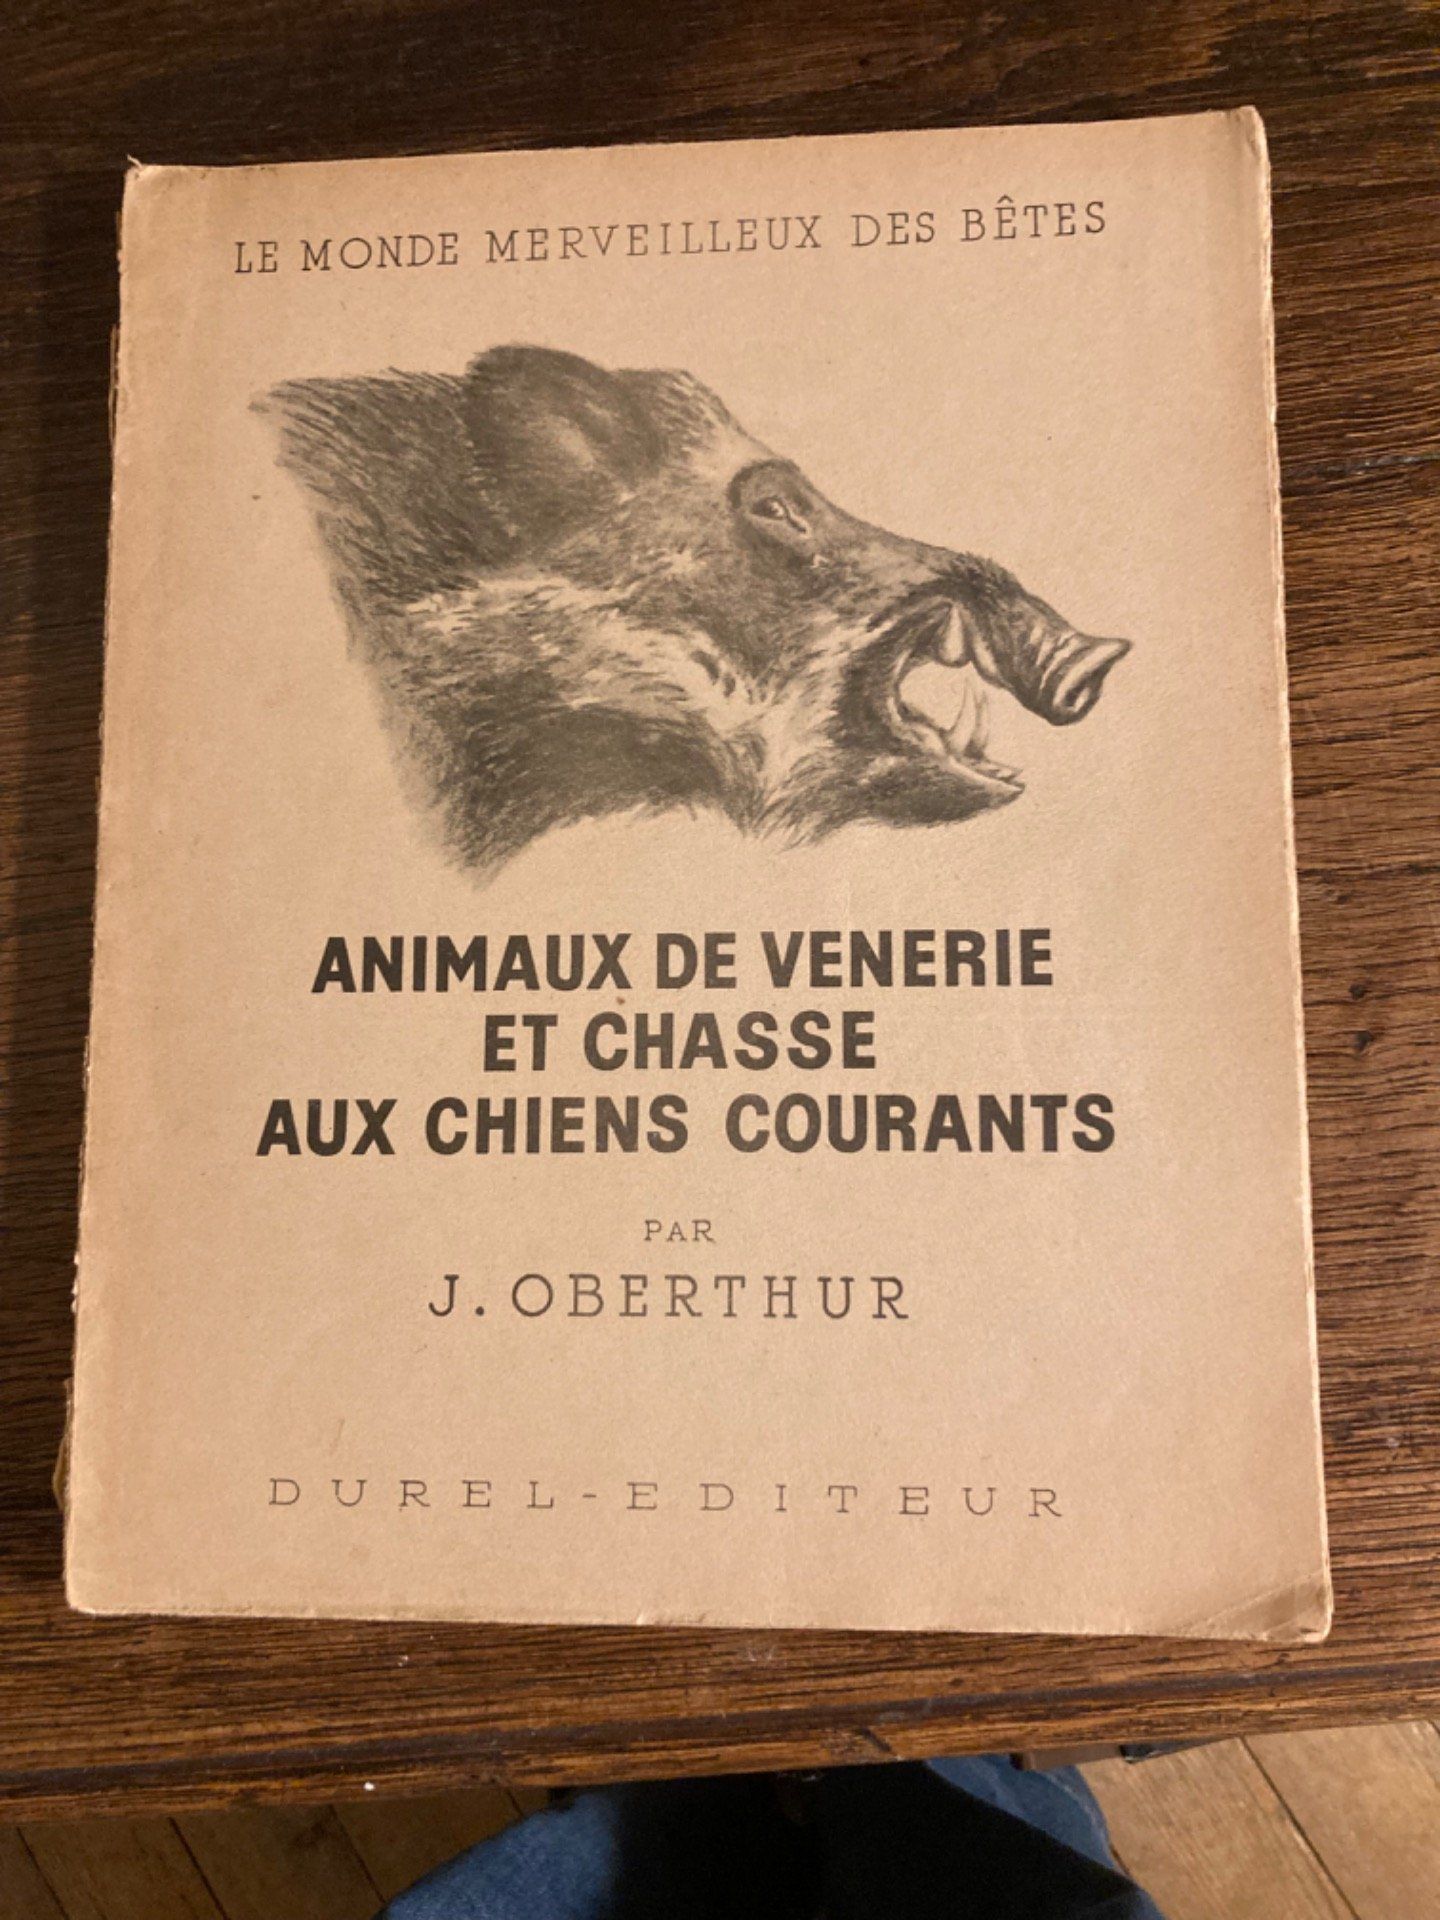 LE MONDE MERVEILLEUX DES BÊTES
ANIMAUX DE VENERIE
ET CHASSE
AUX CHIENS COURANTS
PAR
J. OBERTHUR
DUREL-EDITEUR